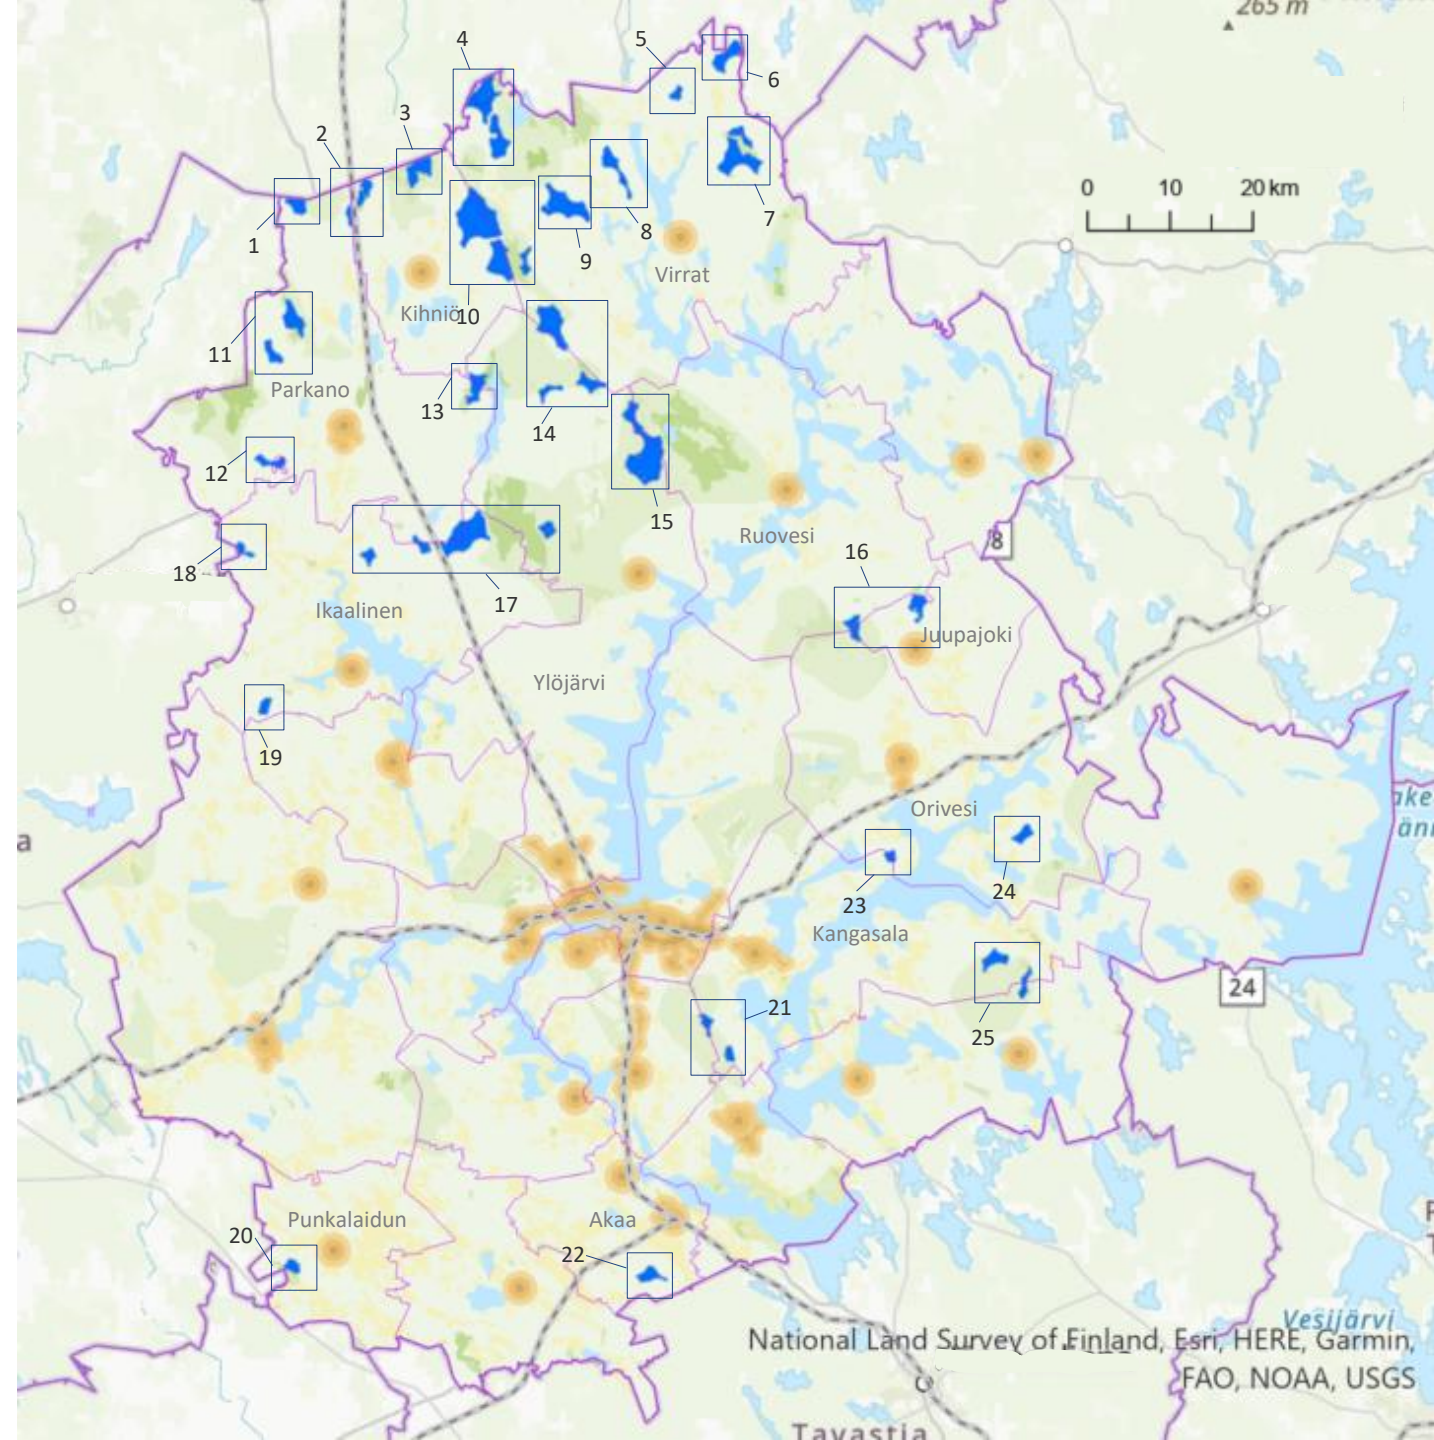 265 m
4
5
6
3
2
0 10 20 km
1
8
7
9
Virrat
Kihniö
10
11
Parkano
13
14
12
15
Ruovesi
8
16
18
17
Ikaalinen
Juupajoki
Ylöjärvi
19
ake
änn
Orivesi
a
24
23
Kangasala
24
21
25
Punkalaidun
Akaa
20
22
Vesijärvi
National Land Survey of Finland, Esri, HERE, Garmin,
FAO, NOAA, USGS
Tavastia